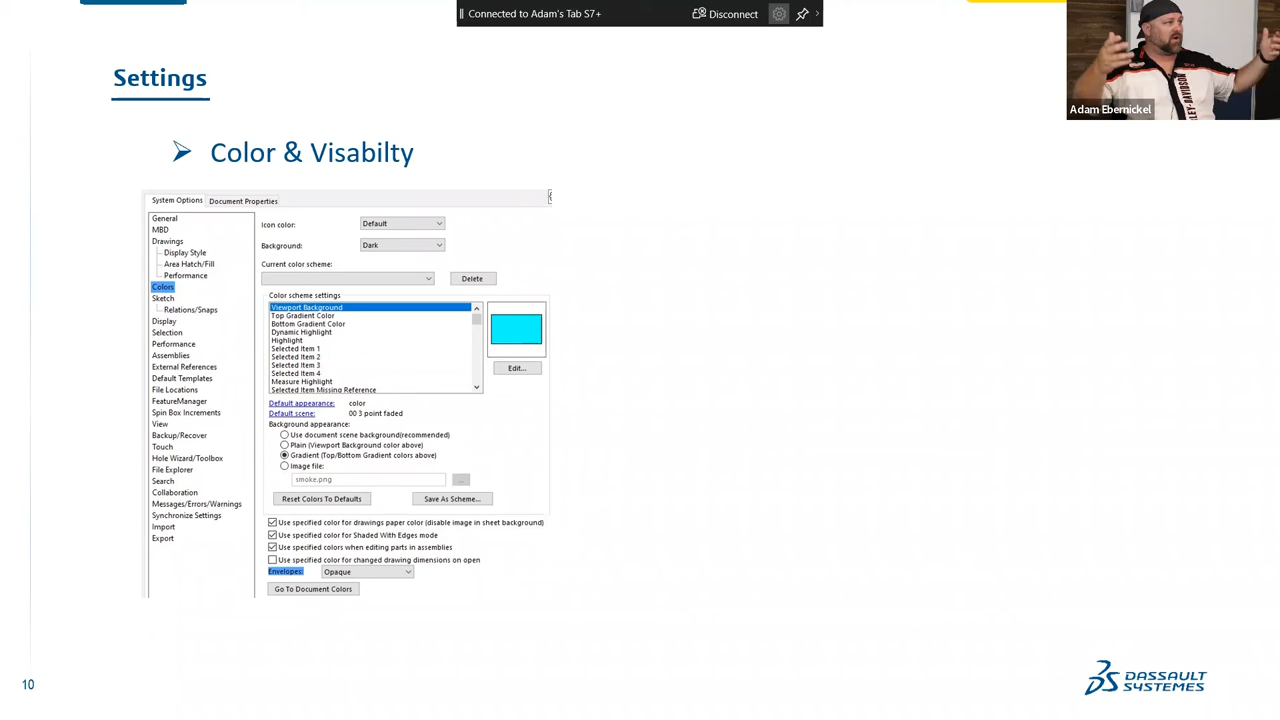 Connected to Adam's Tab S7+
Disconnect
Adam Ebernickel
Settings
Color & Visabilty
System Options
Document Properties
General
MBD
Drawings
Display Style
Area Hatch/Fill
Performance
Colors
Sketch
Relations/Snaps
Display
Selection
Performance
Assemblies
External References
Default Templates
File Locations
FeatureManager
Spin Box Increments
View
Backup/Recover
Touch
Hole Wizard/Toolbox
File Explorer
Search
Collaboration
Messages/Errors/Warnings
Synchronize Settings
Import
Export
Icon color:
Default
Background:
Dark
Current color scheme:
Delete
Color scheme settings
Viewport Background
Top Gradient Color
Bottom Gradient Color
Dynamic Highlight
Highlight
Selected Item 1
Selected Item 2
Selected Item 3
Selected Item 4
Measure Highlight
Selected Item Missing Reference
Edit...
Default appearance:
color
Default scene:
00 3 point faded
Background appearance:
Use document scene background(recommended)
Plain (Viewport Background color above)
Gradient (Top/Bottom Gradient colors above)
Image file:
smoke.png
...
Reset Colors To Defaults
Save As Scheme...
Use specified color for drawings paper color (disable image in sheet background)
Use specified color for Shaded With Edges mode
Use specified colors when editing parts in assemblies
Use specified color for changed drawing dimensions on open
Envelopes:
Opaque
Go To Document Colors
10
DASSAULT
SYSTEMES